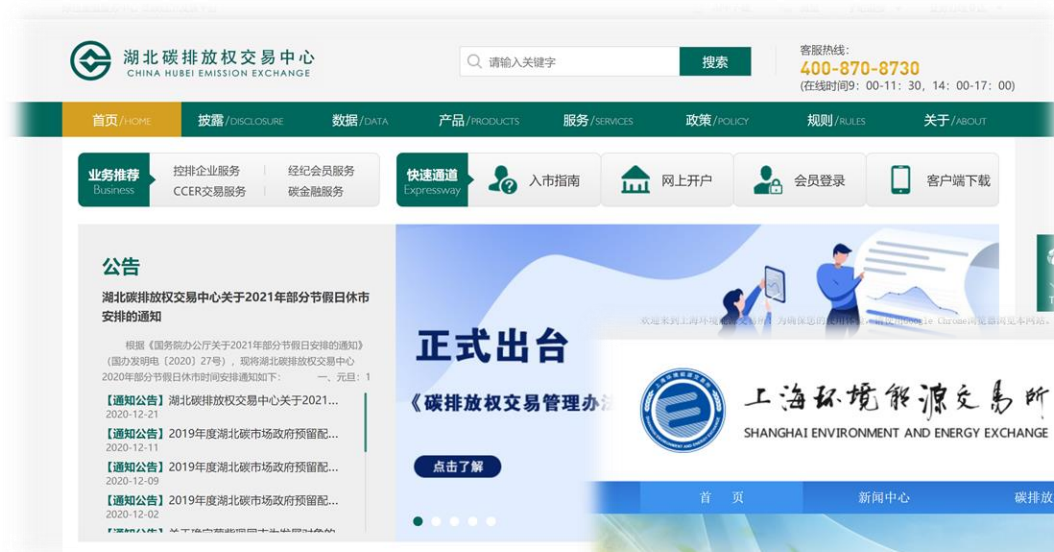 湖北碳排放权交易中心
CHINA HUBEI EMISSION EXCHANGE
请输入关键字
搜索
客服热线:
400-870-8730
(在线时间9：00-11：30，14：00-17：00)
首页/HOME 披露/DISCLOSURE 数据/DATA 产品/PRODUCTS 服务/SERVICES 政策/POLICY 规则/RULES 关于/ABOUT
业务推荐
Business
控排企业服务 经纪会员服务
CCER交易服务 碳金融服务
快速通道
Expressway
入市指南
网上开户
会员登录
客户端下载
公告
湖北碳排放权交易中心关于2021年部分节假日休市
安排的通知
根据《国务院办公厅关于2021年部分节假日安排的通知》
(国办发明电〔2020〕27号），现将湖北碳排放权交易中心
2020年部分假日休市时间安排通知如下： 一、元旦：1
【通知公告】湖北碳排放权交易中心关于2021...
2020-12-21
【通知公告】2019年度湖北碳市场政府预留配...
2020-12-11
【通知公告】2019年度湖北碳市场政府预留配...
2020-12-09
【通知公告】2019年度湖北碳市场政府预留配...
2020-12-02
正式出台
《碳排放权交易管理办法
点击了解
上海环境能源交易所
SHANGHAI ENVIRONMENT AND ENERGY EXCHANGE
首 页 新闻中心 碳排放